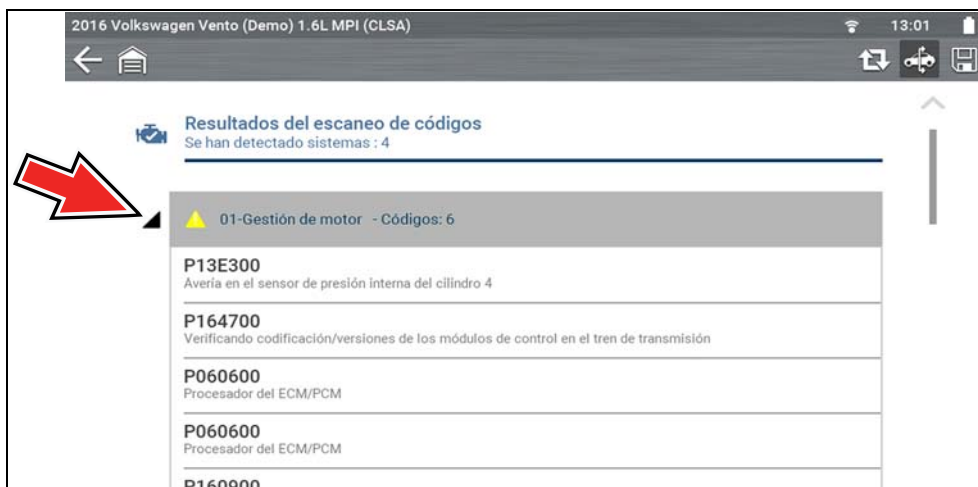 2016 Volkswagen Vento (Demo) 1.6L MPI (CLSA)
13:01
Resultados del escaneo de códigos
Se han detectado sistemas : 4
01-Gestión de motor - Códigos: 6
P13E300
Avería en el sensor de presión interna del cilindro 4
P164700
Verificando codificación/versiones de los módulos de control en el tren de transmisión
P060600
Procesador del ECM/PCM
P060600
Procesador del ECM/PCM
P160900